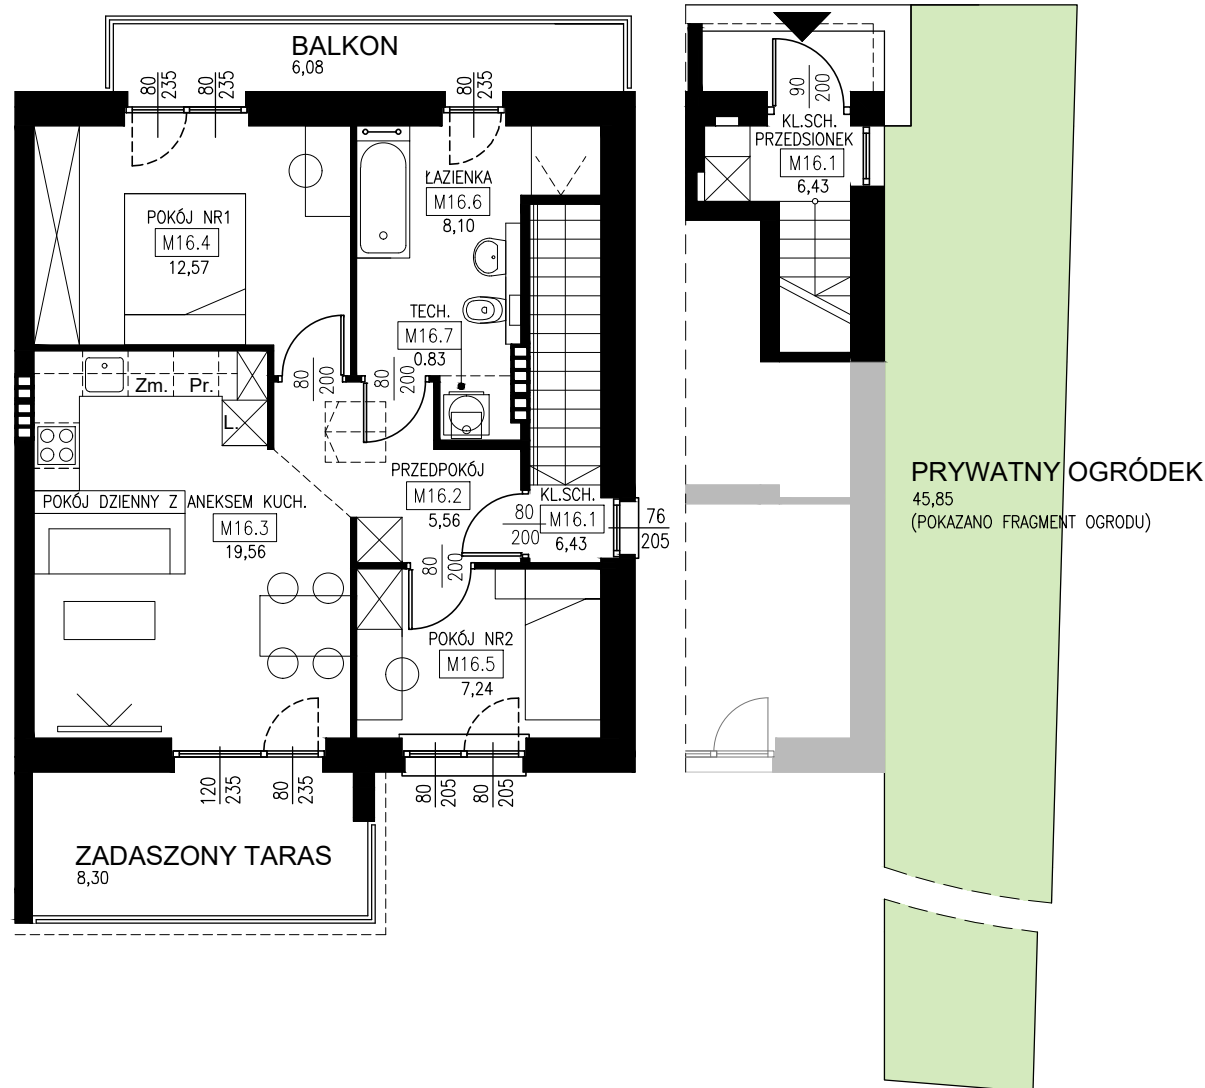 BALKON
6,08
80
235
80
235
80
235
90
200
KL.SCH.
PRZEDSIONEK
M16.1
6,43
ŁAZIENKA
M16.6
8,10
POKÓJ NR1
M16.4
12,57
TECH.
M16.7
0.83
80
200
80
200
Zm.
Pr.
L.
PRZEDPOKÓJ
M16.2
5,56
KL.SCH.
M16.1
6,43
80
200
76
205
POKÓJ DZIENNY Z ANEKSEM KUCH.
M16.3
19,56
80
200
PRYWATNY OGRÓDEK
45,85
(POKAZANO FRAGMENT OGRODU)
POKÓJ NR2
M16.5
7,24
120
235
80
235
80
205
80
205
ZADASZONY TARAS
8,30